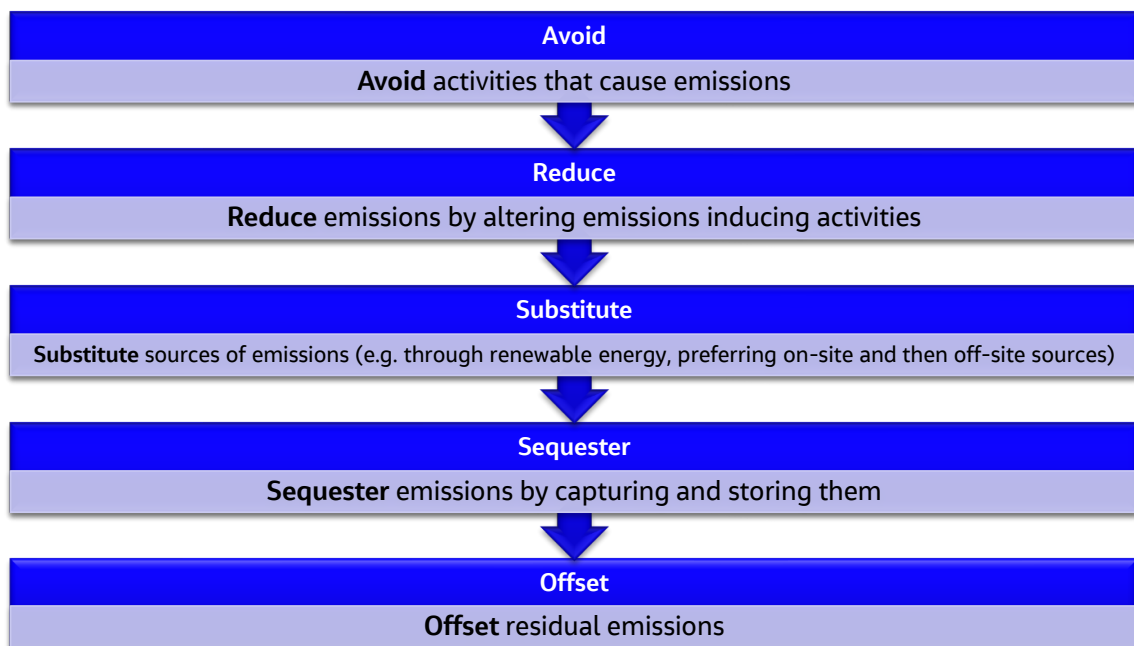 Avoid
Avoid activities that cause emissions
Reduce
Reduce emissions by altering emissions inducing activities
Substitute
Substitute sources of emissions (e.g. through renewable energy, preferring on-site and then off-site sources)
Sequester
Sequester emissions by capturing and storing them
Offset
Offset residual emissions